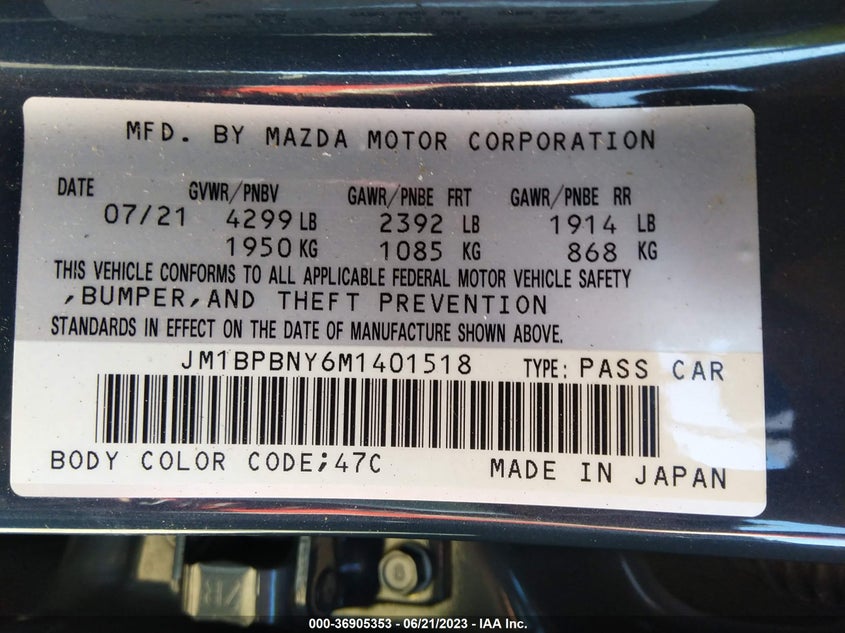 MFD. BY MAZDA MOTOR CORPORATION
DATE GVWR/PNBV GAWR/PNBE FRT GAWR/PNBE RR
07/21 4299 LB 2392 LB 1914 LB
1950 KG 1085 KG 868 KG
THIS VEHICLE CONFORMS TO ALL APPLICABLE FEDERAL MOTOR VEHICLE SAFETY
,BUMPER,AND THEFT PREVENTION
STANDARDS IN EFFECT ON THE DATE OF MANUFACTURE SHOWN ABOVE.
JM1BPBNY6M1401518 TYPE: PASS CAR
BODY COLOR CODE;47C MADE IN JAPAN
000-36905353 - 06/21/2023 - IAA Inc.